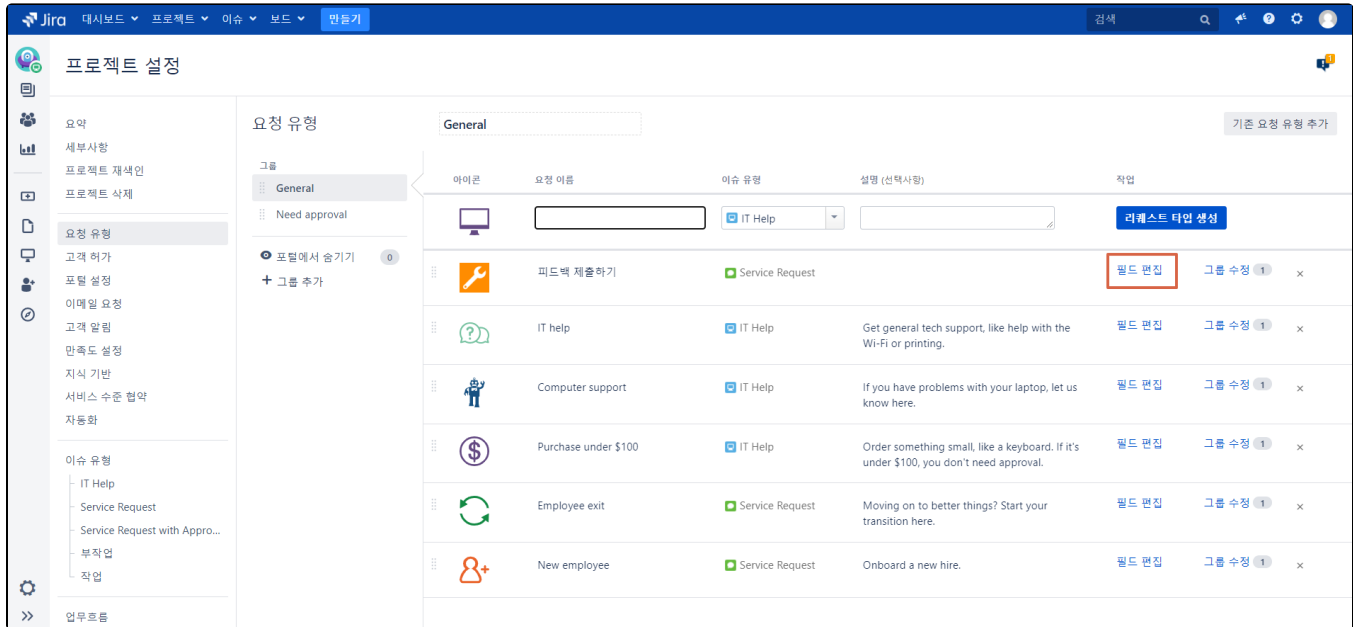 Jira 대시보드 프로젝트 이슈 보드 만들기 검색
프로젝트 설정
요약
세부사항
프로젝트 재색인
프로젝트 삭제
요청 유형
고객 허가
포털 설정
이메일 요청
고객 알림
만족도 설정
지식 기반
서비스 수준 협약
자동화
이슈 유형
IT Help
Service Request
Service Request with Appro...
부작업
작업
업무흐름
요청 유형
그룹
General
Need approval
포털에서 숨기기 0
+ 그룹 추가
General 기존 요청 유형 추가
아이콘 요청 이름 이슈 유형 설명 (선택사항) 작업
IT Help 리퀘스트 타입 생성
피드백 제출하기 Service Request 필드 편집 그룹 수정 1 ×
IT help IT Help Get general tech support, like help with the 필드 편집 그룹 수정 1 ×
Wi-Fi or printing.
Computer support IT Help If you have problems with your laptop, let us 필드 편집 그룹 수정 1 ×
know here.
Purchase under $100 IT Help Order something small, like a keyboard. If it's 필드 편집 그룹 수정 1 ×
under $100, you don't need approval.
Employee exit Service Request Moving on to better things? Start your 필드 편집 그룹 수정 1 ×
transition here.
New employee Service Request Onboard a new hire. 필드 편집 그룹 수정 1 ×